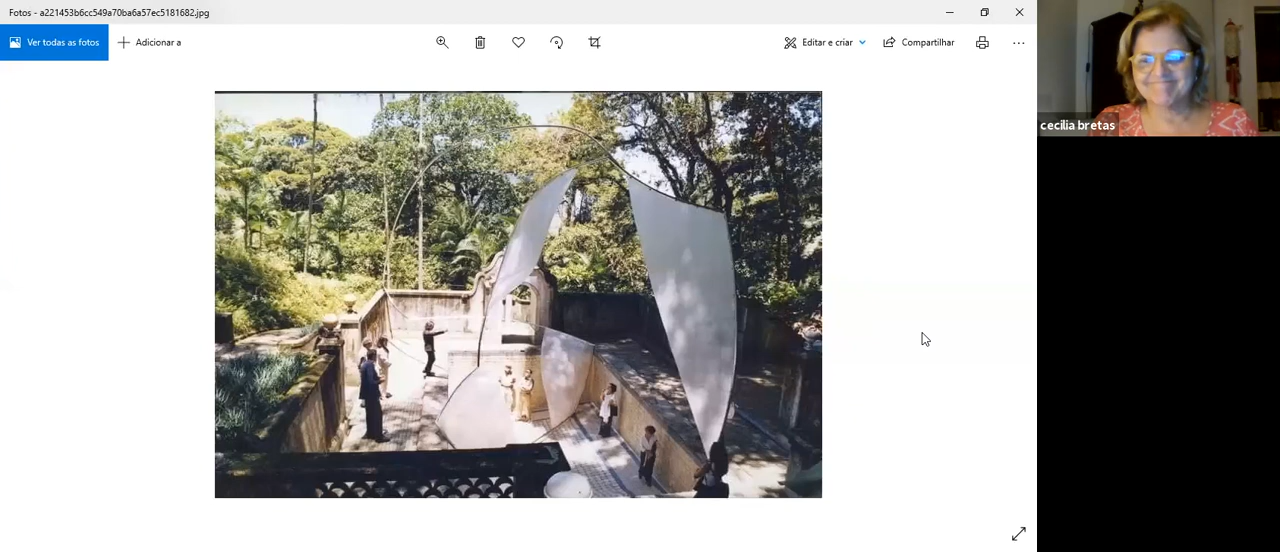 Fotos - a221453b6cc549a70ba6a57ec5181682.jpg
Ver todas as fotos
Adicionar a
Editar e criar
Compartilhar
cecilia bretas